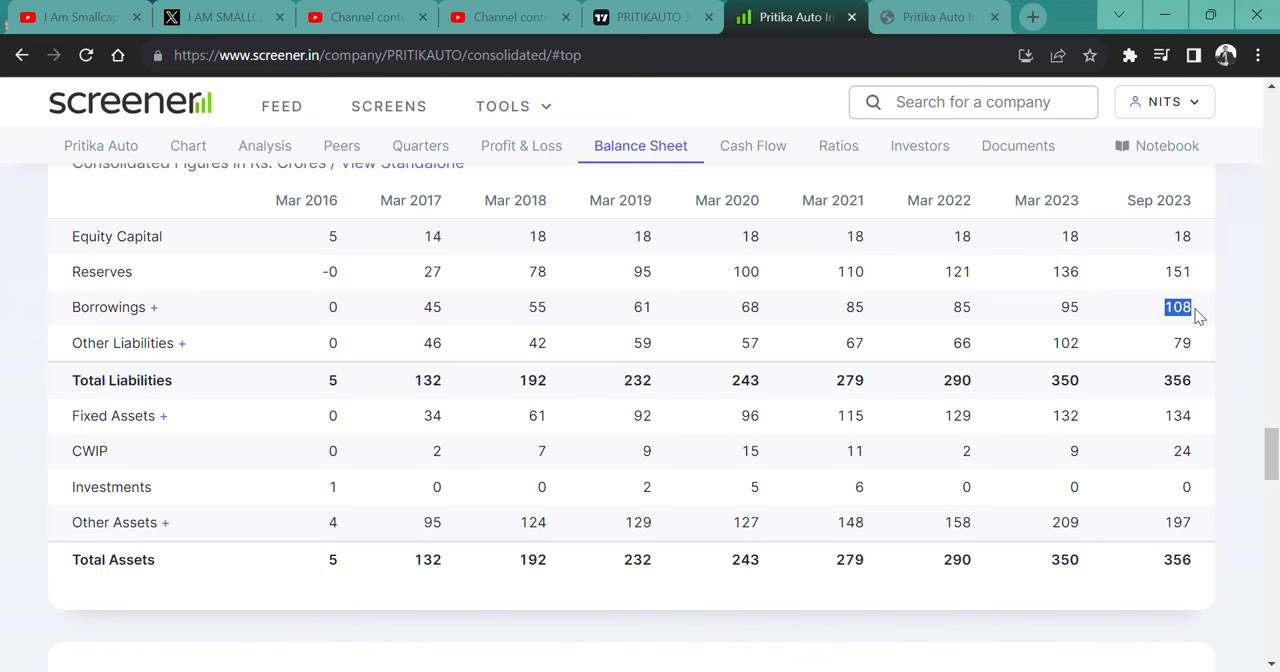 I Am Smallcap
I AM SMALLC
Channel cont
Channel cont
PRITIKAUTO 3
Pritika Auto In
Pritika Auto In
https://www.screener.in/company/PRITIKAUTO/consolidated/#top
screener
FEED SCREENS TOOLS
Search for a company
NITS
Pritika Auto Chart Analysis Peers Quarters Profit & Loss Balance Sheet Cash Flow Ratios Investors Documents Notebook
Consolidated Figures in Rs. Crores / View Standalone
Mar 2016 Mar 2017 Mar 2018 Mar 2019 Mar 2020 Mar 2021 Mar 2022 Mar 2023 Sep 2023
Equity Capital 5 14 18 18 18 18 18 18 18
Reserves -0 27 78 95 100 110 121 136 151
Borrowings + 0 45 55 61 68 85 85 95 108
Other Liabilities + 0 46 42 59 57 67 66 102 79
Total Liabilities 5 132 192 232 243 279 290 350 356
Fixed Assets + 0 34 61 92 96 115 129 132 134
CWIP 0 2 7 9 15 11 2 9 24
Investments 1 0 0 2 5 6 0 0 0
Other Assets + 4 95 124 129 127 148 158 209 197
Total Assets 5 132 192 232 243 279 290 350 356